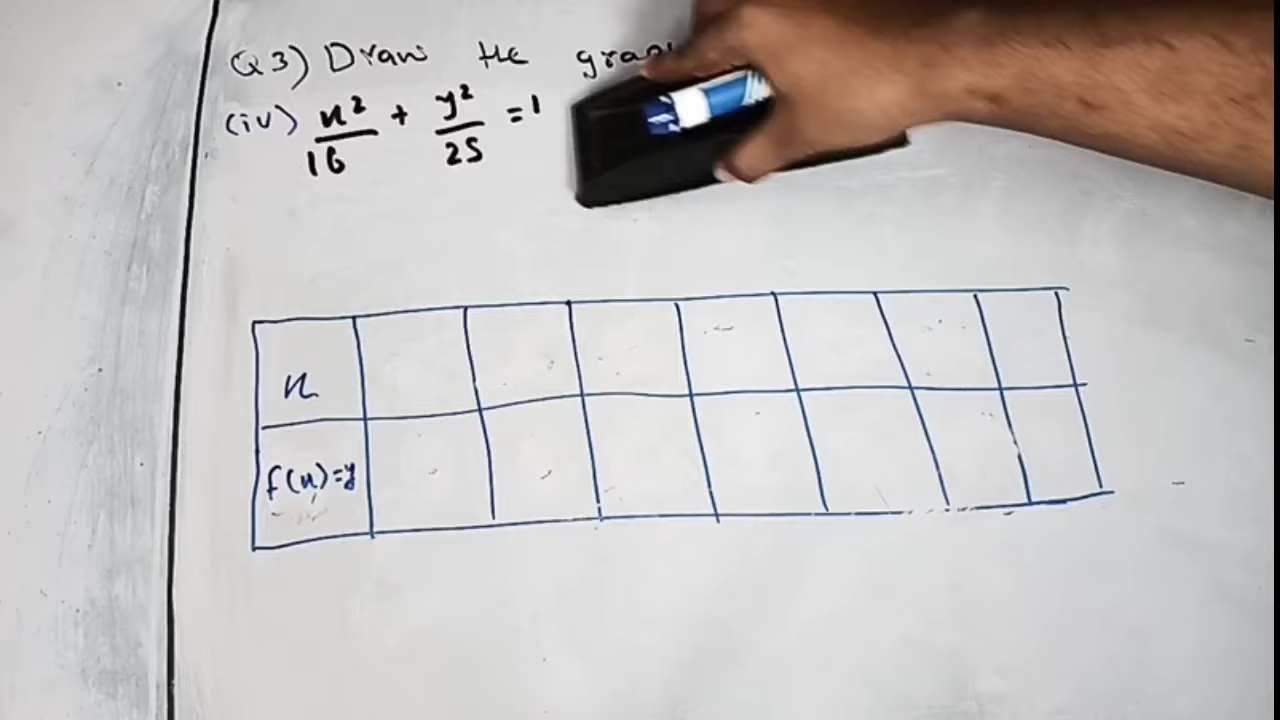 Q3) Draw the
(iv) x²/16 + y²/25 = 1
x
f(x)=y